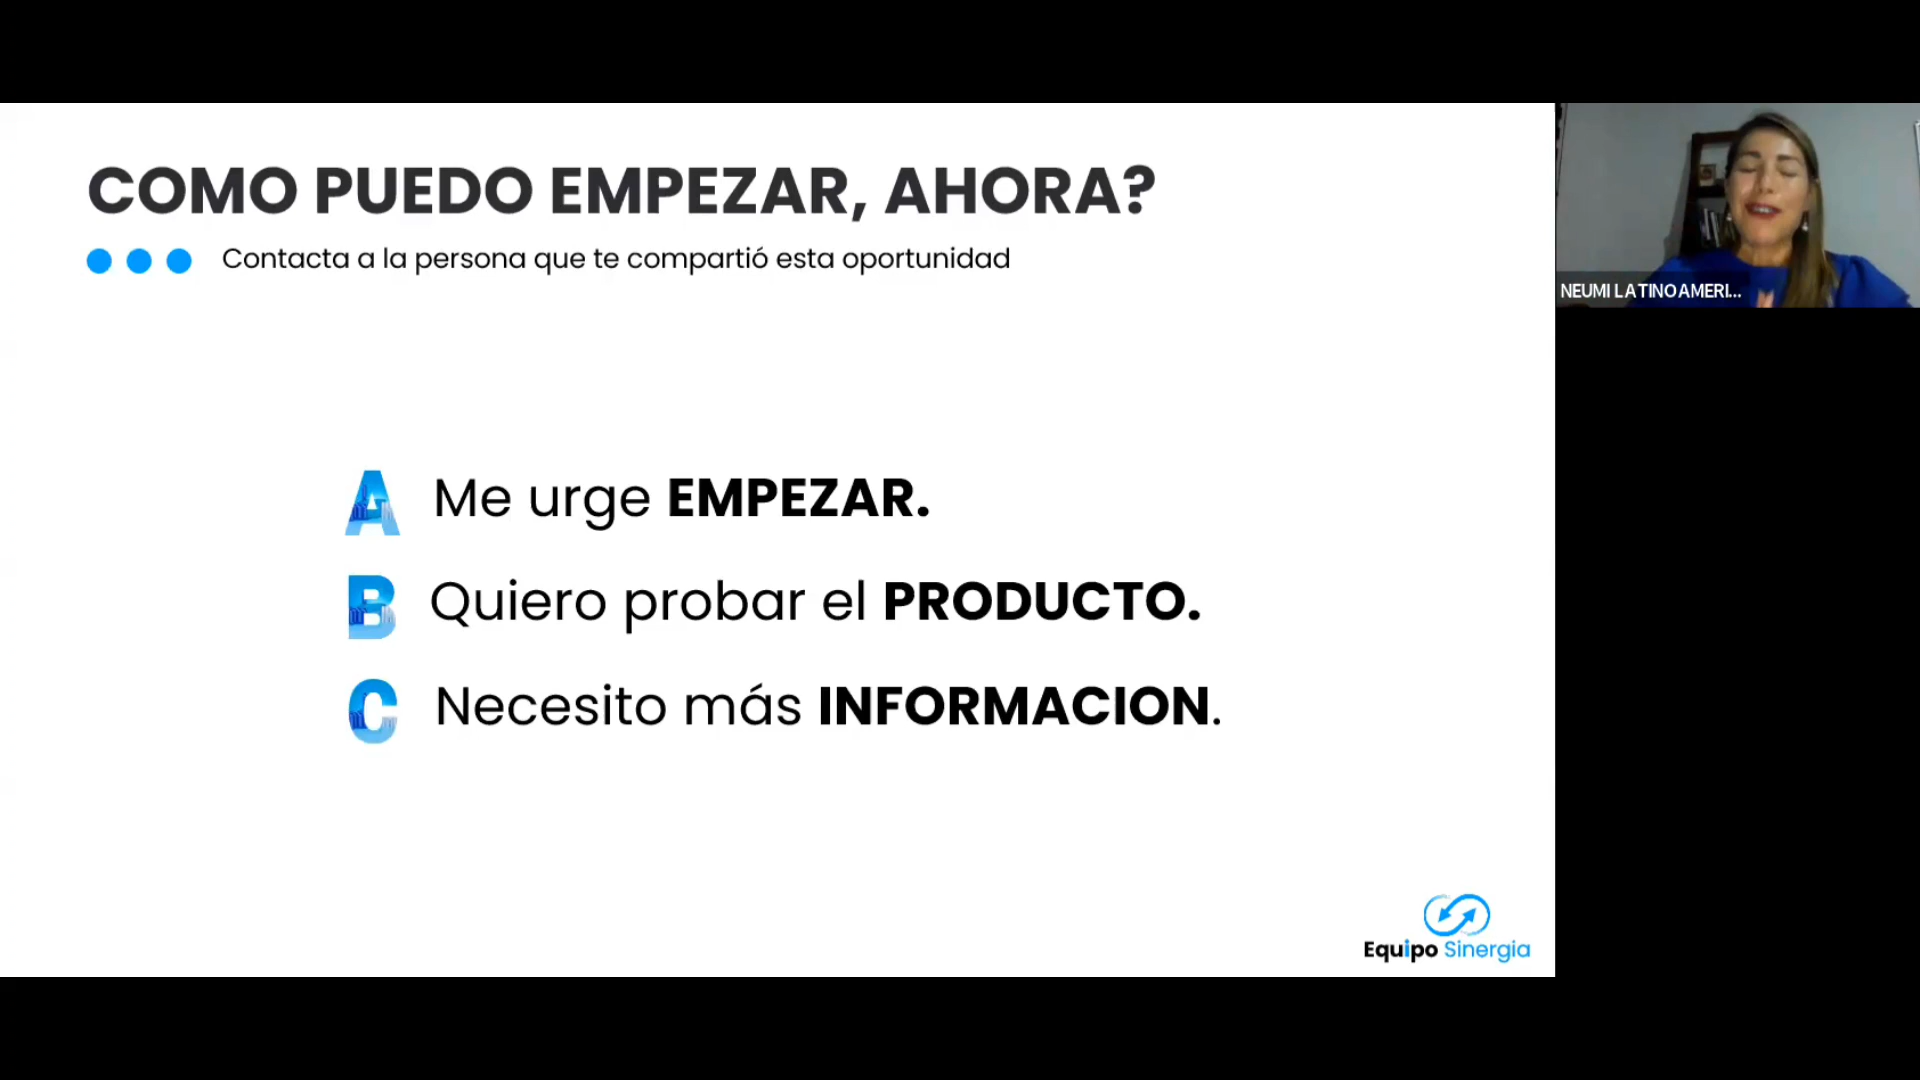 COMO PUEDO EMPEZAR, AHORA?
Contacta a la persona que te compartió esta oportunidad
NEUMI LATINOAMERI...
A Me urge EMPEZAR.
B Quiero probar el PRODUCTO.
C Necesito más INFORMACION.
Equipo Sinergia